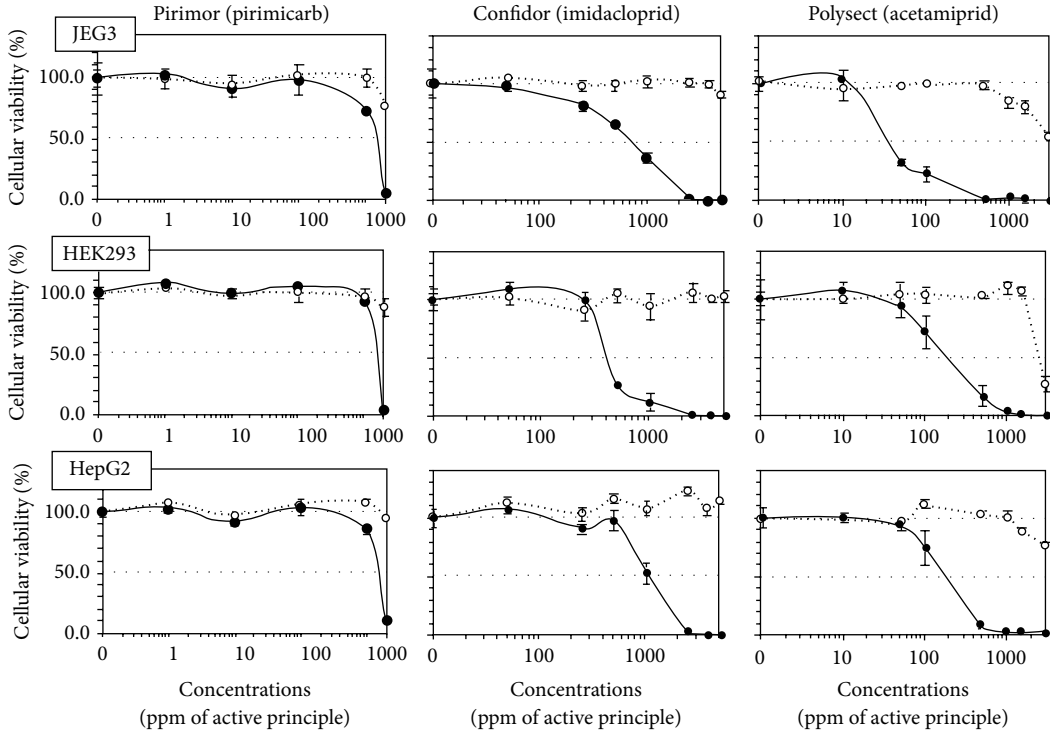 Pirimor (pirimicarb) Confidor (imidacloprid) Polysect (acetamiprid)
JEG3
Cellular viability (%)
100.0
50.0
0.0
0 1 10 100 1000 0 100 1000 0 10 100 1000
HEK293
Cellular viability (%)
100.0
50.0
0.0
0 1 10 100 1000 0 100 1000 0 10 100 1000
HepG2
Cellular viability (%)
100.0
50.0
0.0
0 1 10 100 1000 0 100 1000 0 10 100 1000
Concentrations Concentrations Concentrations
(ppm of active principle) (ppm of active principle) (ppm of active principle)